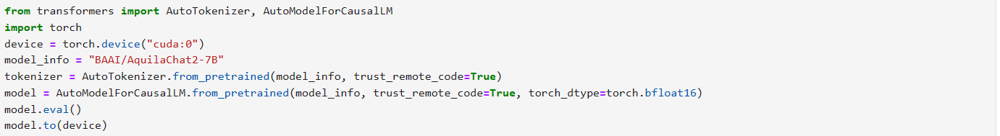 from transformers import AutoTokenizer, AutoModelForCausalLM
import torch
device = torch.device("cuda:0")
model_info = "BAAI/AquilaChat2-7B"
tokenizer = AutoTokenizer.from_pretrained(model_info, trust_remote_code=True)
model = AutoModelForCausalLM.from_pretrained(model_info, trust_remote_code=True, torch_dtype=torch.bfloat16)
model.eval()
model.to(device)